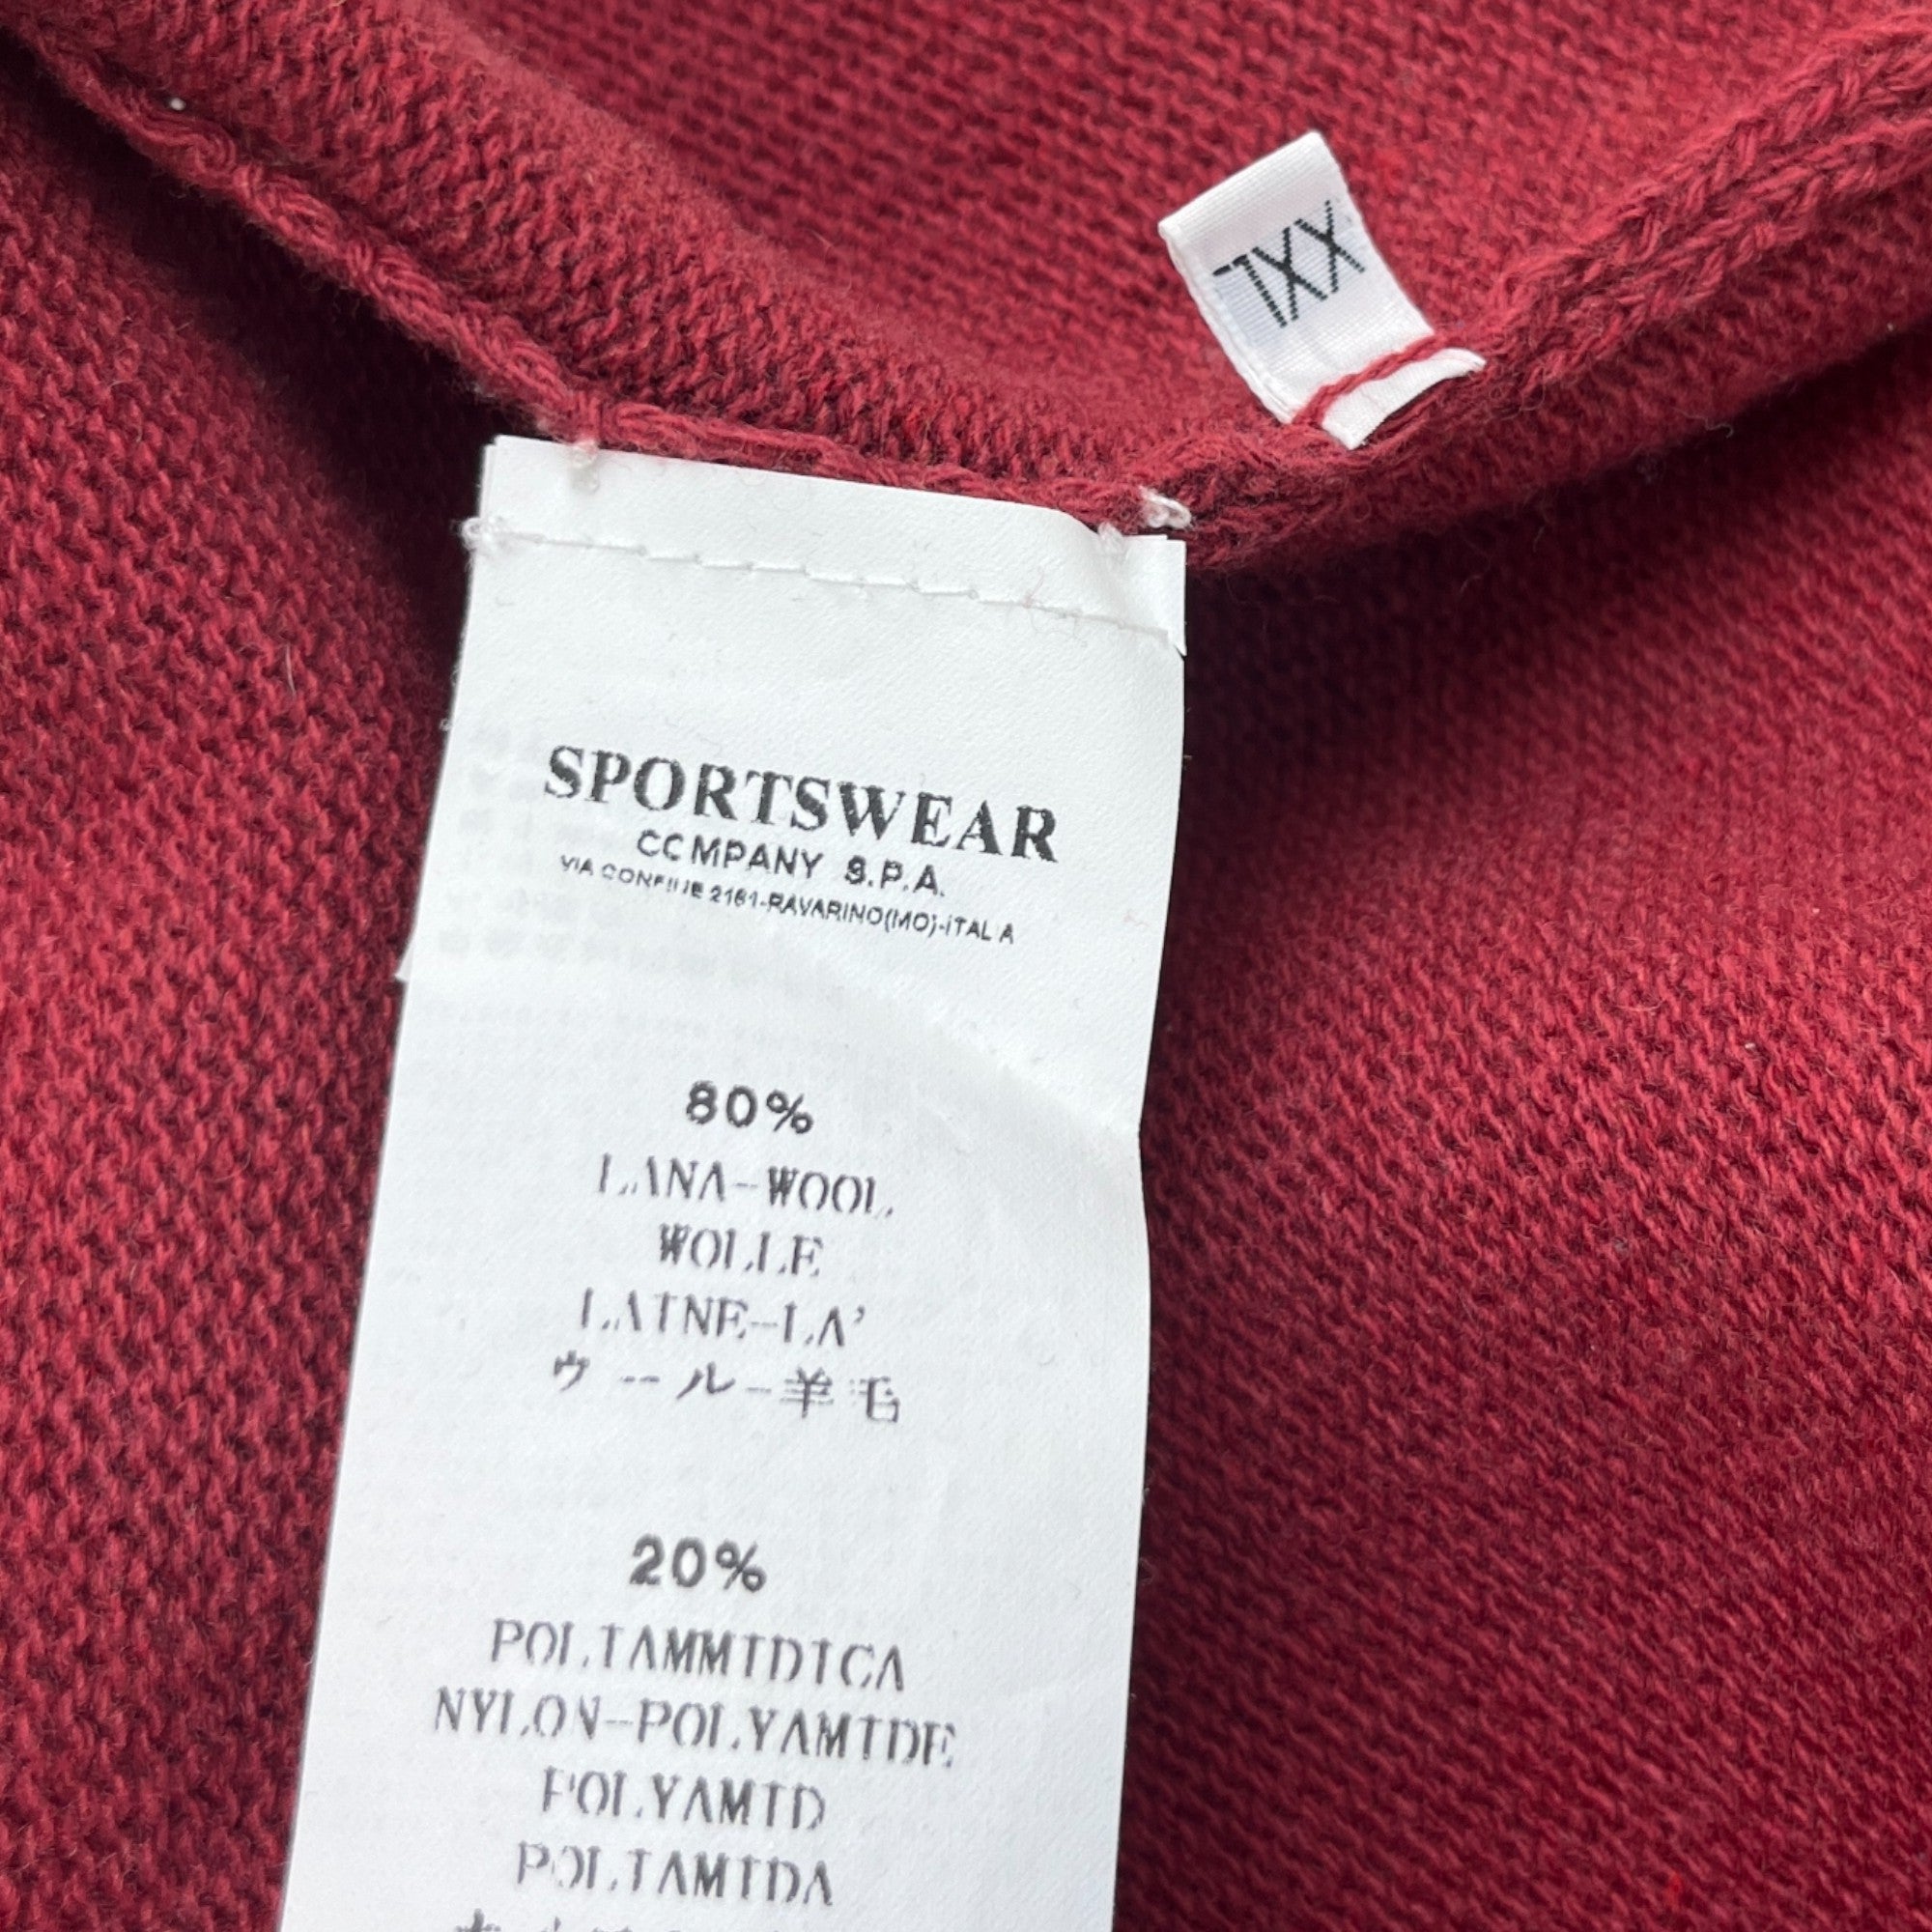 XXL
SPORTSWEAR
COMPANY S.P.A.
VIA CONFINE 2161-RAVARINO(MO)-ITALIA
80%
LANA-WOOL
WOLLE
LAINE-LA'
ウール-羊毛
20%
POLIAMMIDICA
NYLON-POLYAMIDE
POLYAMID
POLIAMIDA